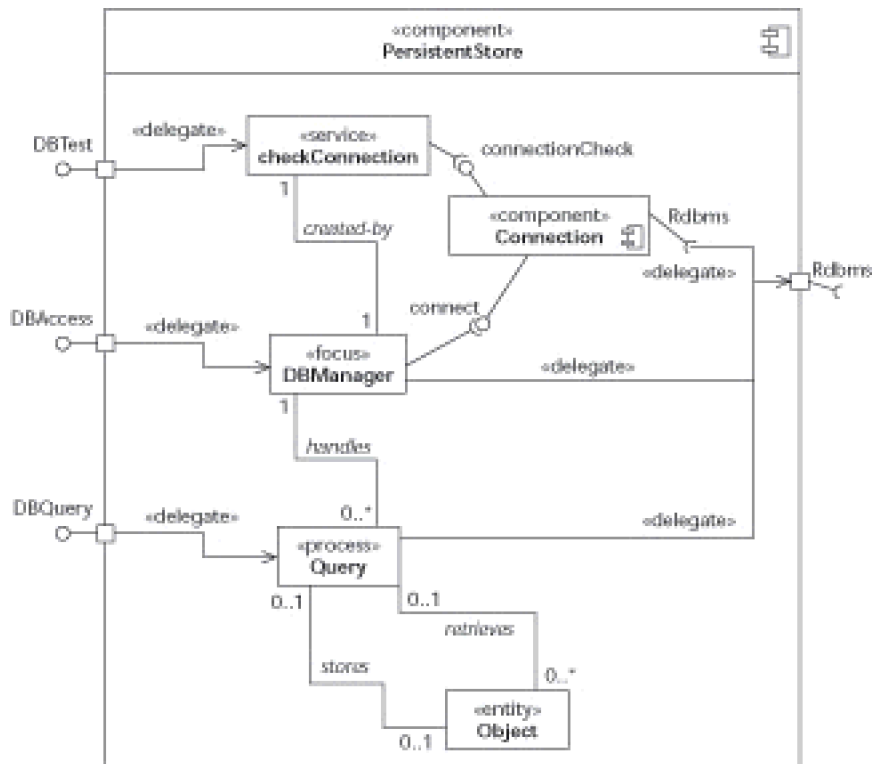 «component»
PersistentStore
DBTest
«delegate»
«service»
checkConnection
connectionCheck
1
created-by
1
«component»
Connection
Rdbms
«delegate»
Rdbms
connect
DBAccess
«delegate»
«focus»
DBManager
«delegate»
1
handles
0..*
DBQuery
«delegate»
«process»
Query
«delegate»
0..1
0..1
retrieves
stores
0..*
0..1
«entity»
Object